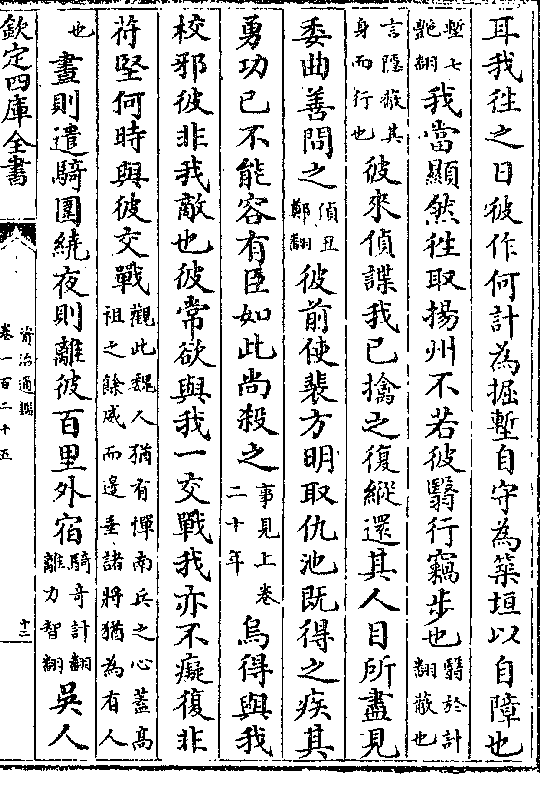 耳我徃之日彼作何計為掘塹自守為築垣以自障也
塹七
艷翻
我當顯然徃取揚州不若彼翳行竊步也
翳於計
翻蔽也
言隱蔽其
身而行也
彼來偵諜我已擒之復縱還其人目所盡見
委曲善問之
偵丑
鄭翻
彼前使裴方明取仇池既得之疾其
勇功已不能容有臣如此尚殺之
事見上卷
二十年
烏得與我
校邪彼非我敵也彼常欲與我一交戰我亦不癡復非
苻堅何時與彼交戰
觀此魏人猶有憚南兵之心蓋高
祖之餘威而邊垂諸將猶為有人
也
晝則遣騎圍繞夜則離彼百里外宿
騎奇計翻
離力智翻
吳人
欽定四庫全書
資治通鑑
卷一百二十五
十二